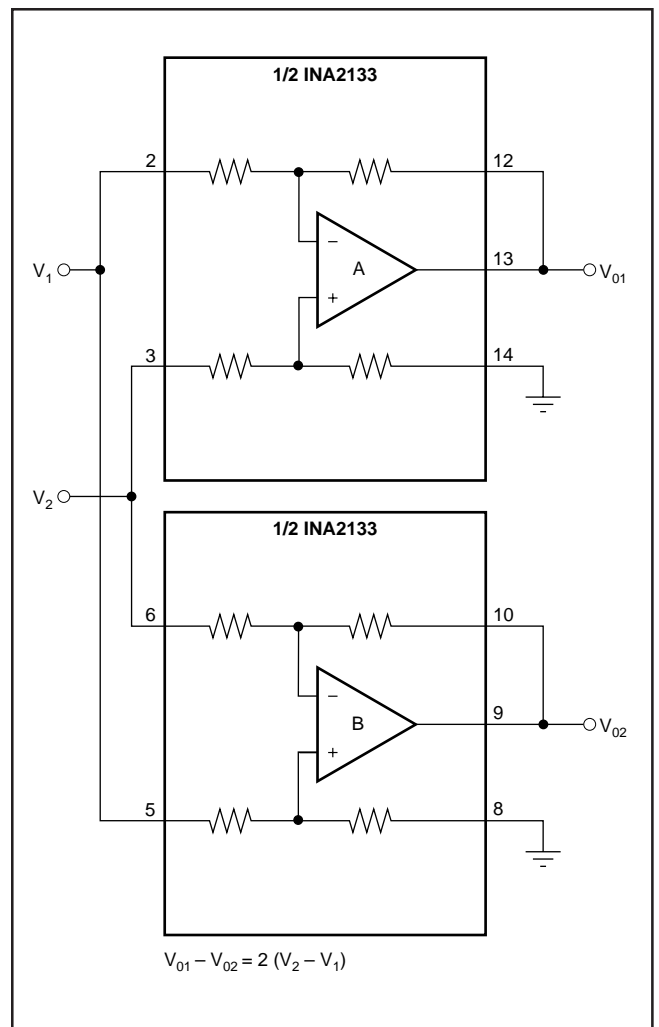 1/2 INA2133
2
12
A
−
+
13
V₁
V₀₁
3
14
V₂
1/2 INA2133
6
10
−
B
+
9
V₀₂
5
8
V₀₁ – V₀₂ = 2 (V₂ – V₁)